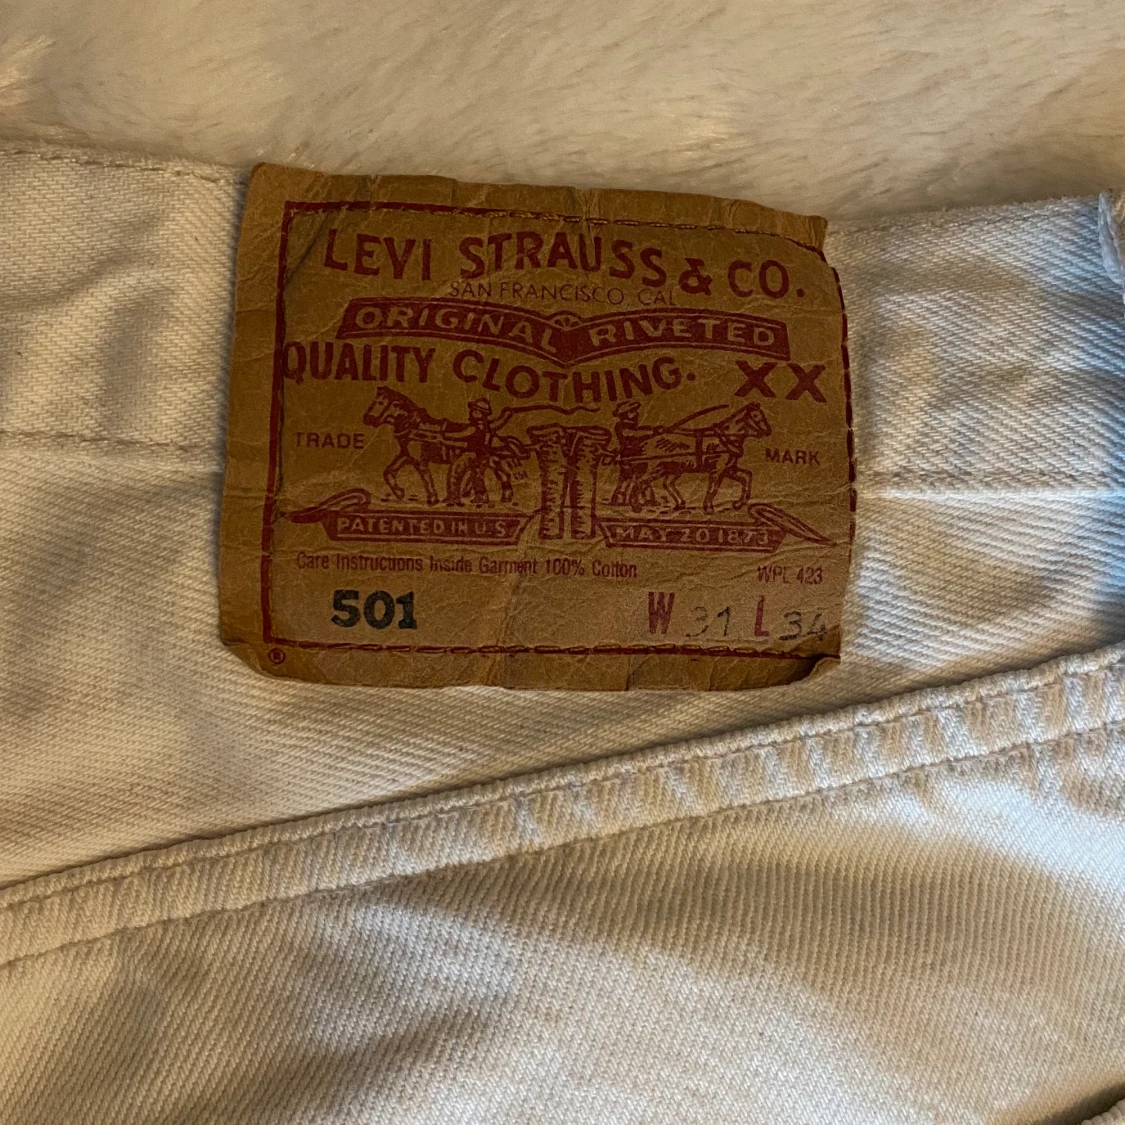 LEVI STRAUSS & CO.
SAN FRANCISCO, CAL
ORIGINAL RIVETED
QUALITY CLOTHING. XX
TRADE MARK
PATENTED IN U.S. MAY 20 1873
Care Instructions Inside Garment 100% Cotton WPL 423
501 W 31 L 34
®